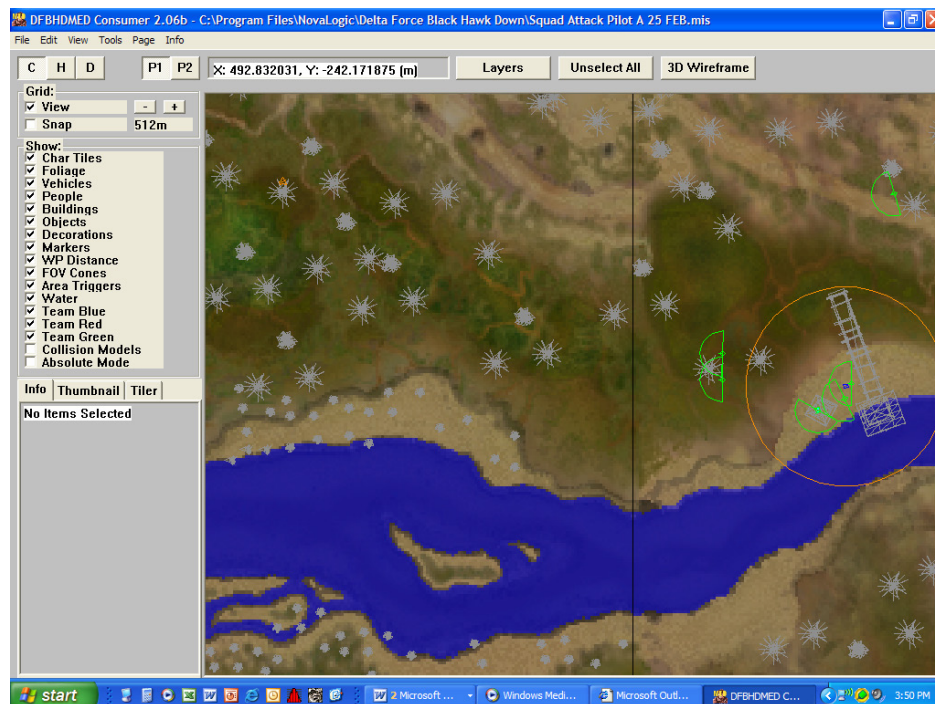 DFBHDMED Consumer 2.06b - C:\Program Files\NovaLogic\Delta Force Black Hawk Down\Squad Attack Pilot A 25 FEB.mis
File Edit View Tools Page Info
C H D P1 P2 X: 492.832031, Y: -242.171875 (m) Layers Unselect All 3D Wireframe
Grid:
View - +
Snap 512m
Show:
Char Tiles
Foliage
Vehicles
People
Buildings
Objects
Decorations
Markers
WP Distance
FOV Cones
Area Triggers
Water
Team Blue
Team Red
Team Green
Collision Models
Absolute Mode
Info Thumbnail Tiler
No Items Selected
start 2 Microsoft ... Windows Medi... Microsoft Outl... DFBHDMED C... 3:50 PM